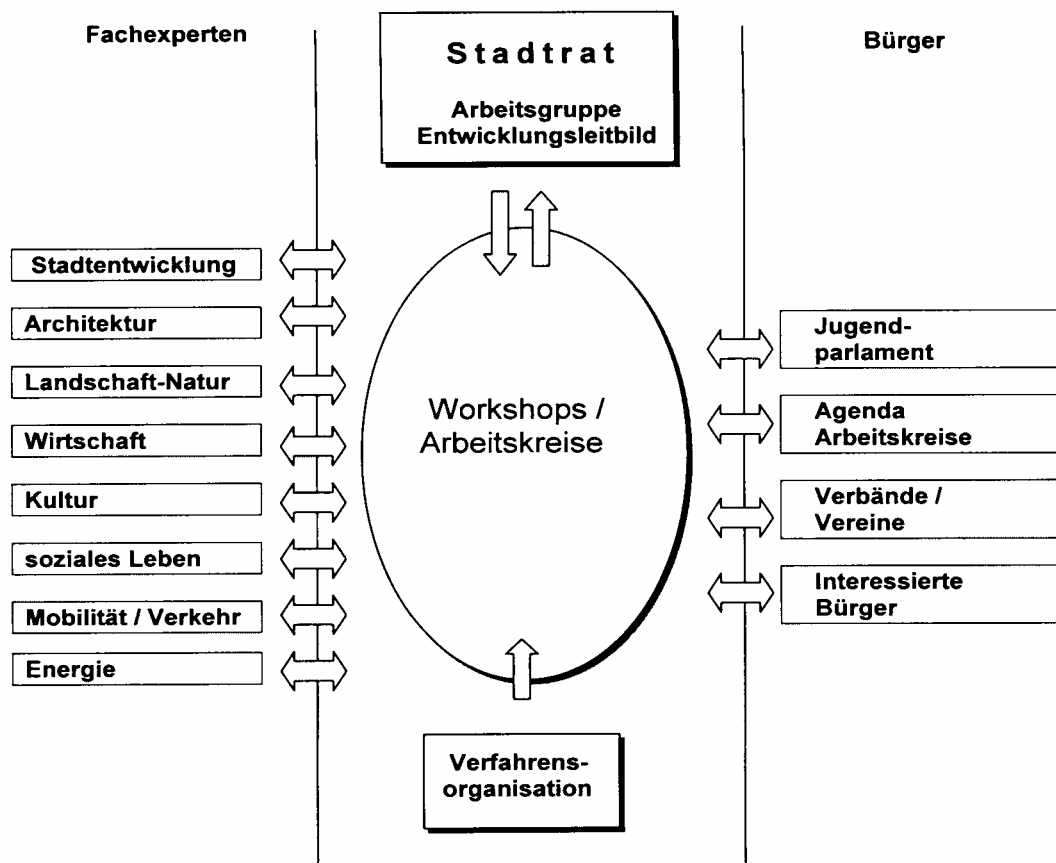 Fachexperten
Stadtrat
Arbeitsgruppe
Entwicklungsleitbild
Bürger
Stadtentwicklung
Architektur
Landschaft-Natur
Wirtschaft
Kultur
soziales Leben
Mobilität / Verkehr
Energie
Workshops /
Arbeitskreise
Jugend-
parlament
Agenda
Arbeitskreise
Verbände /
Vereine
Interessierte
Bürger
Verfahrens-
organisation